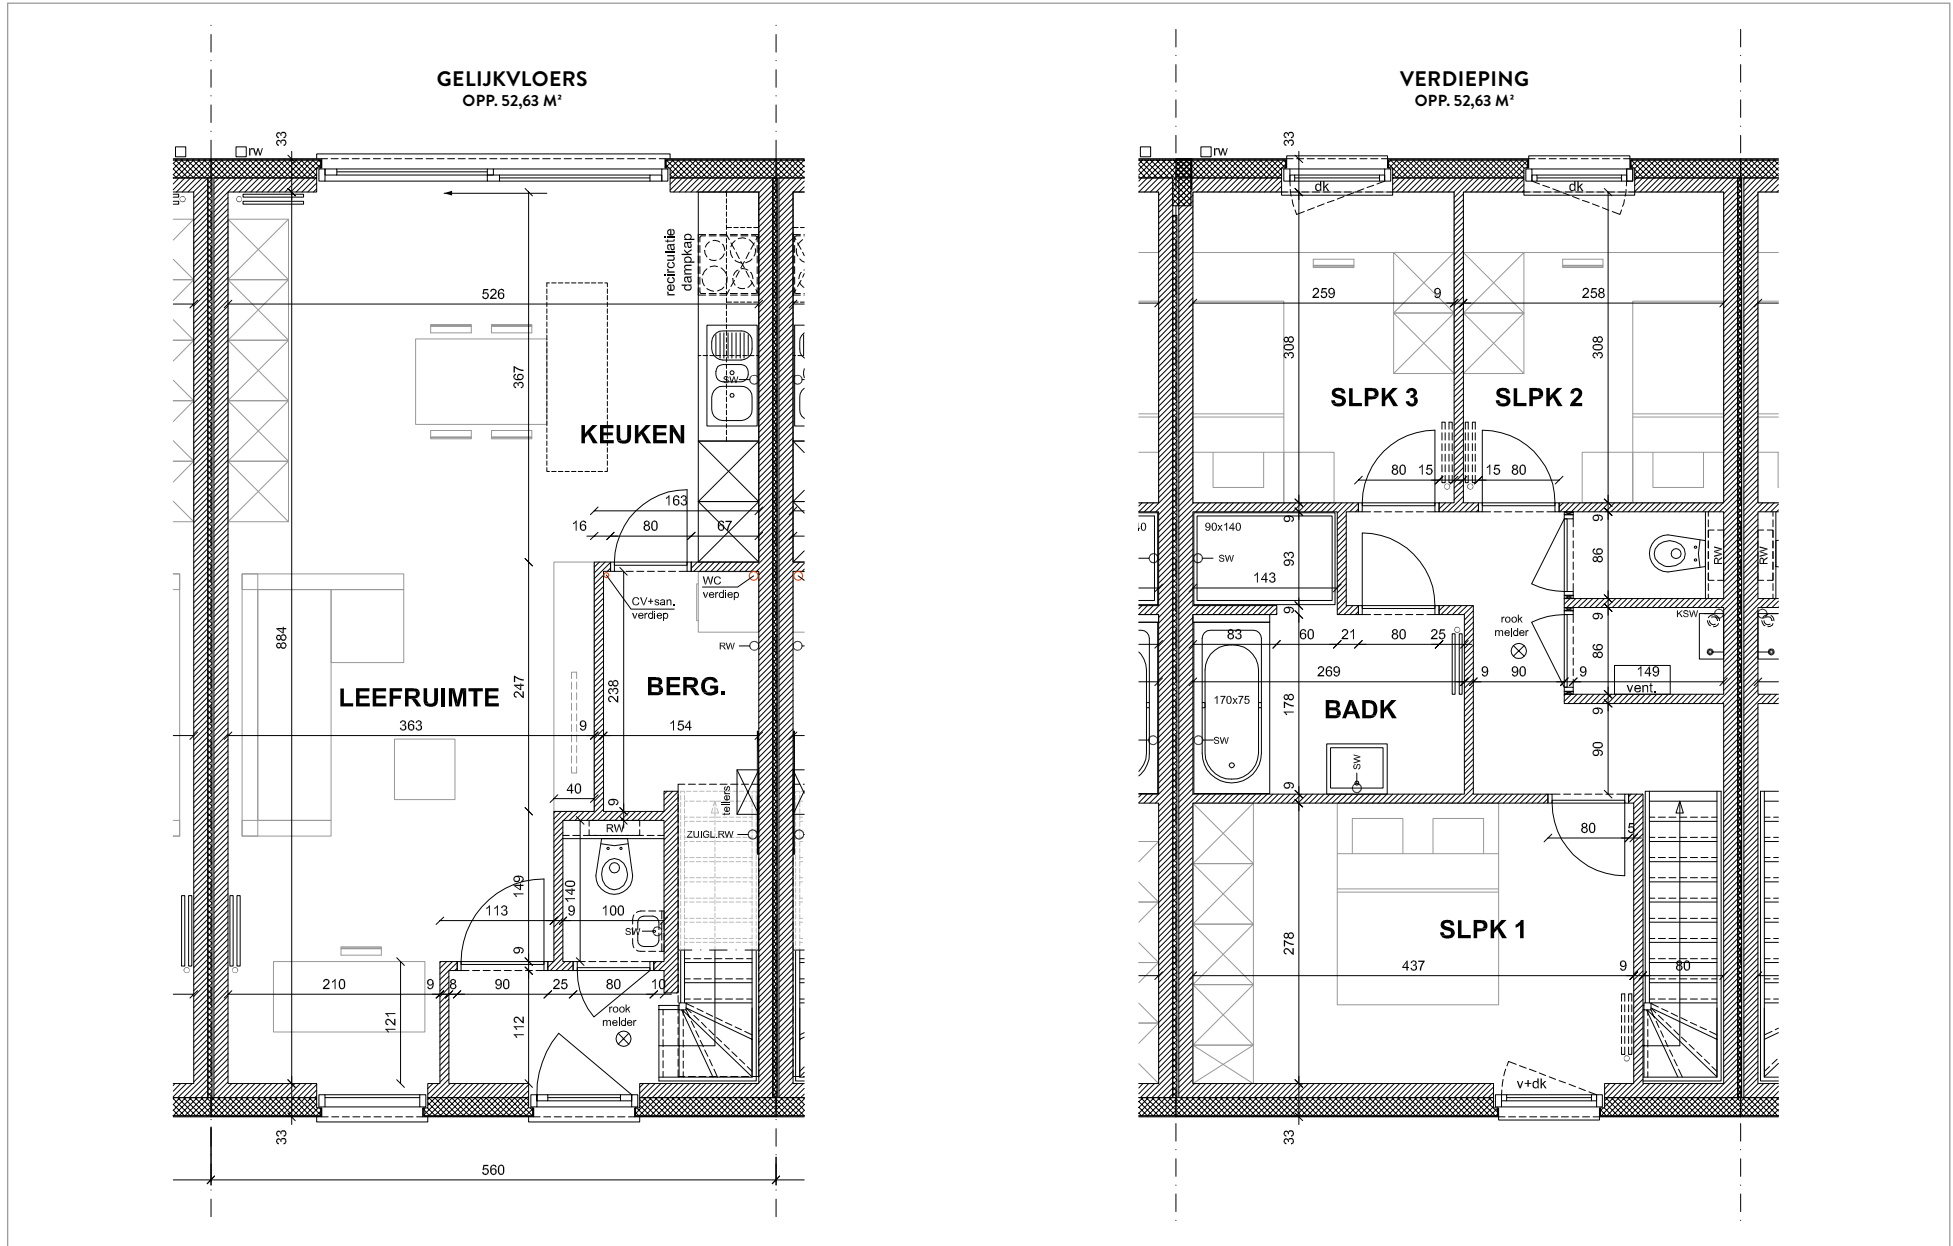 GELIJKVLOERS
OPP. 52,63 M²
33
rw
recirculatie
dampkap
526
367
SW
KEUKEN
163
16
80
67
WC
verdiep
CV+san.
verdiep
884
RW
247
238
BERG.
LEEFRUIMTE
363
9
154
40
9
tellers
RW
ZUIGL.RW
149
140
113
9
100
SW
9
210
9
8
90
25
80
10
rook
melder
121
112
33
560
VERDIEPING
OPP. 52,63 M²
33
rw
dk
dk
259
9
258
308
308
SLPK 3
SLPK 2
80
15
15
80
40
90x140
9
9
SW
93
86
RW
RW
143
9
9
KSW
83
60
21
80
25
rook
melder
86
269
9
90
9
149
vent.
170x75
178
BADK
9
SW
90
SW
9
80
5
SLPK 1
278
437
9
80
v+dk
33